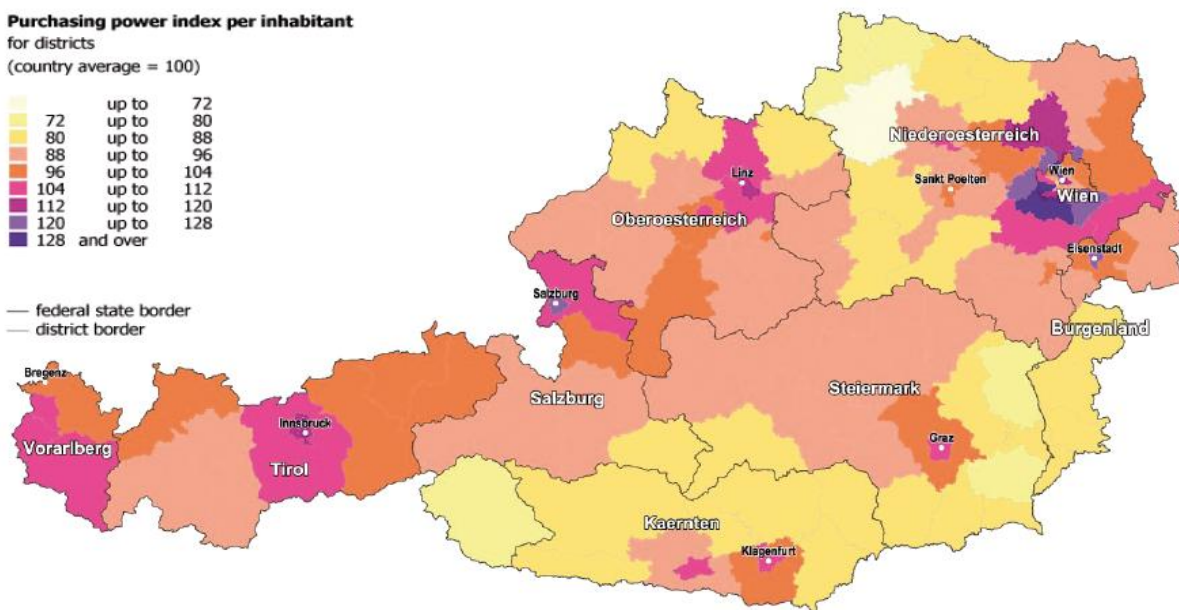 Purchasing power index per inhabitant
for districts
(country average = 100)
up to 72
72 up to 80
80 up to 88
88 up to 96
96 up to 104
104 up to 112
112 up to 120
120 up to 128
128 and over
federal state border
district border
Niederoesterreich
Linz
Sankt Poelten
Wien
Wien
Oberoesterreich
Eisenstadt
Salzburg
Burgenland
Bregenz
Steiermark
Salzburg
Innsbruck
Graz
Vorarlberg
Tirol
Kaernten
Klagenfurt